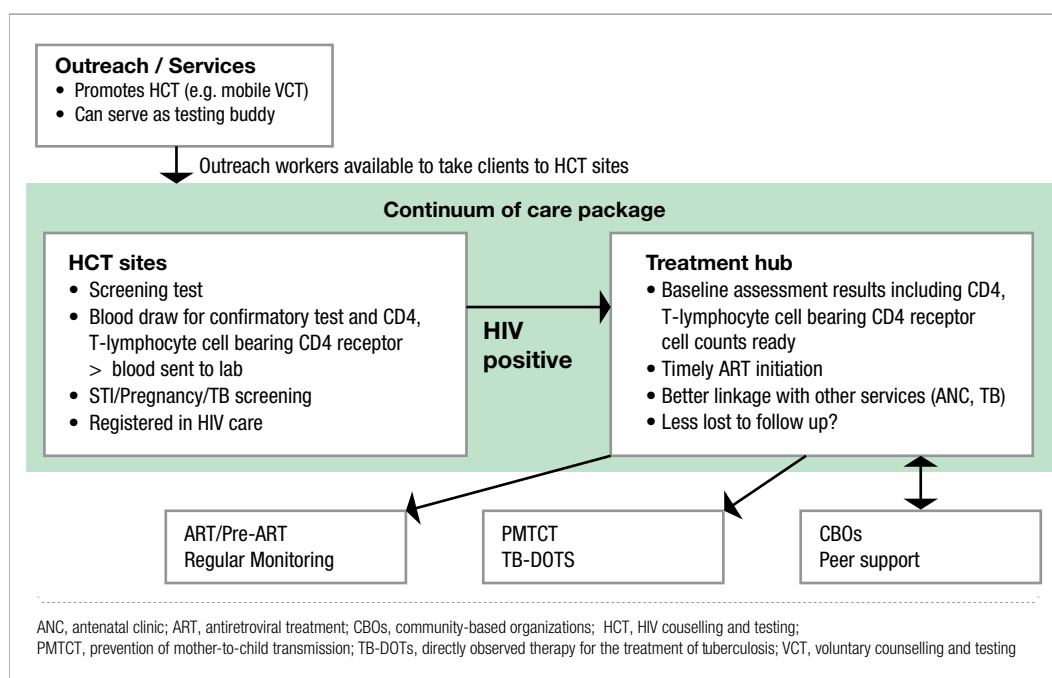 Outreach / Services
• Promotes HCT (e.g. mobile VCT)
• Can serve as testing buddy
Outreach workers available to take clients to HCT sites
Continuum of care package
HCT sites
• Screening test
• Blood draw for confirmatory test and CD4,
T-lymphocyte cell bearing CD4 receptor
> blood sent to lab
• STI/Pregnancy/TB screening
• Registered in HIV care
HIV
positive
Treatment hub
• Baseline assessment results including CD4,
T-lymphocyte cell bearing CD4 receptor
cell counts ready
• Timely ART initiation
• Better linkage with other services (ANC, TB)
• Less lost to follow up?
ART/Pre-ART
Regular Monitoring
PMTCT
TB-DOTS
CBOs
Peer support
ANC, antenatal clinic; ART, antiretroviral treatment; CBOs, community-based organizations; HCT, HIV couselling and testing;
PMTCT, prevention of mother-to-child transmission; TB-DOTs, directly observed therapy for the treatment of tuberculosis; VCT, voluntary counselling and testing